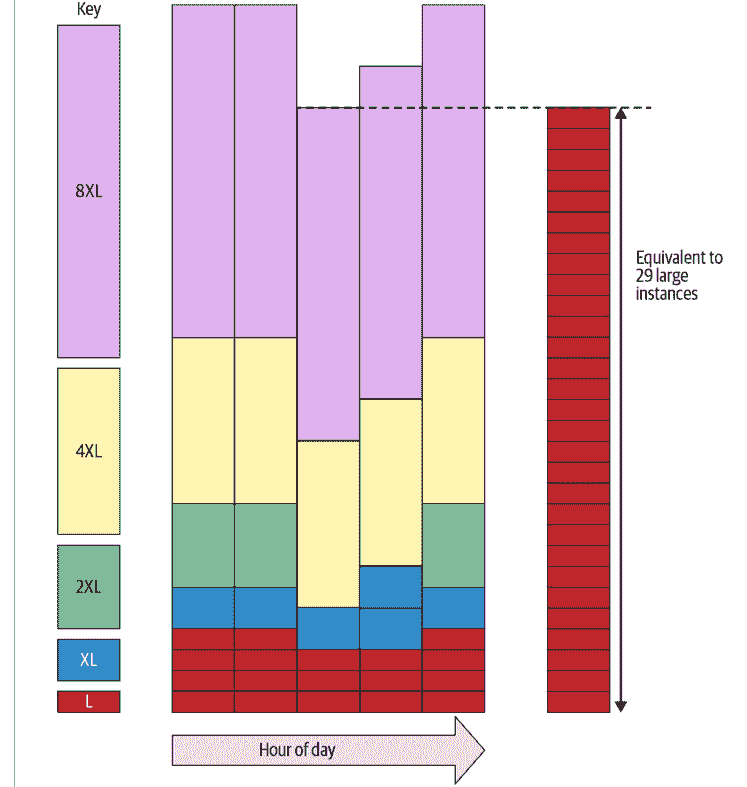 Key
8XL
4XL
2XL
XL
L
Equivalent to
29 large
instances
Hour of day